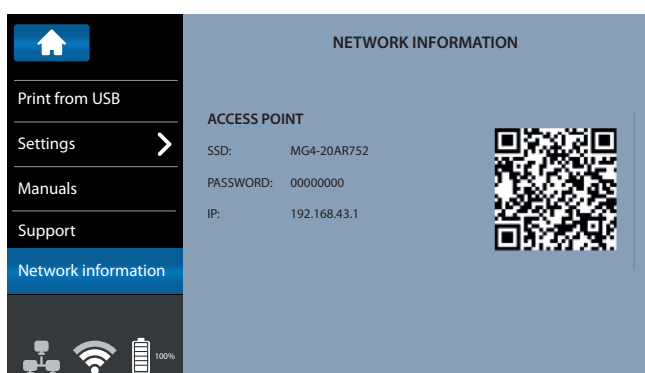 NETWORK INFORMATION
Print from USB
Settings
Manuals
Support
Network information
100%
ACCESS POINT
SSD: MG4-20AR752
PASSWORD: 00000000
IP: 192.168.43.1